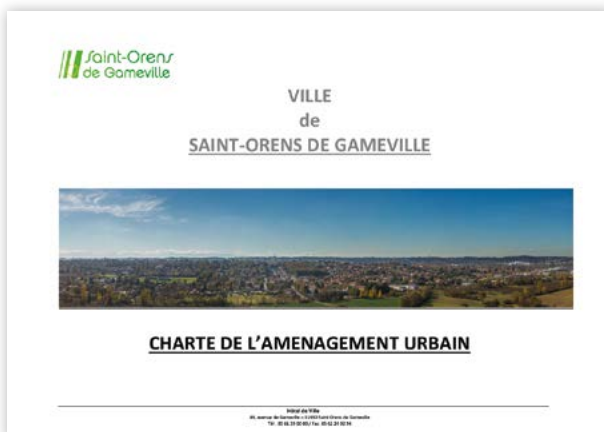 Saint-Orens
de Gameville
VILLE
de
SAINT-ORENS DE GAMEVILLE
CHARTE DE L'AMENAGEMENT URBAIN
Hôtel de Ville